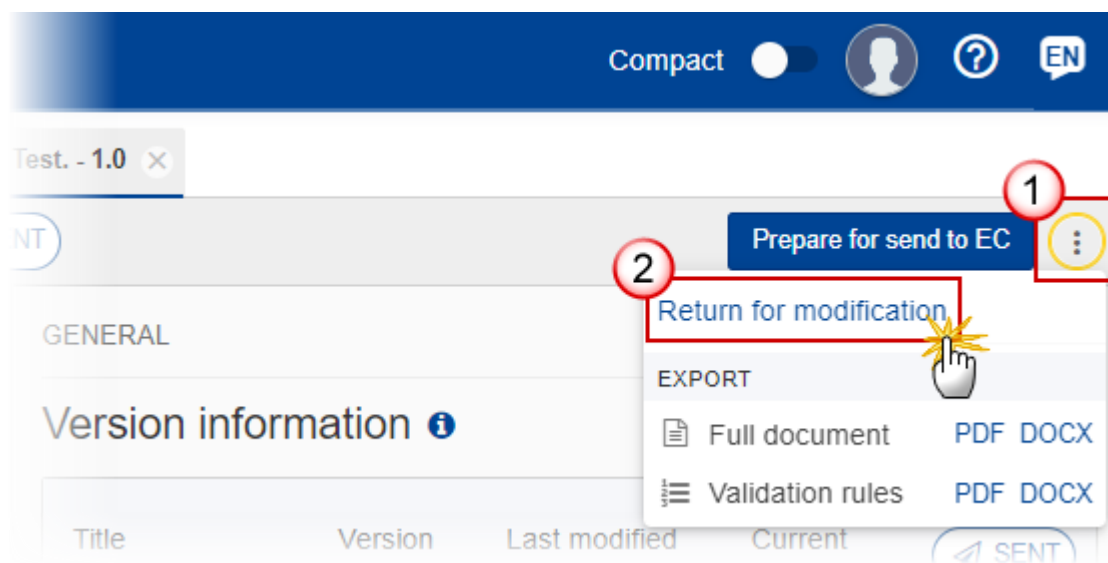 Compact EN
Test. - 1.0
1
NT
Prepare for send to EC
2
Return for modification
GENERAL
EXPORT
Version information
Full document PDF DOCX
Validation rules PDF DOCX
Title Version Last modified Current SENT